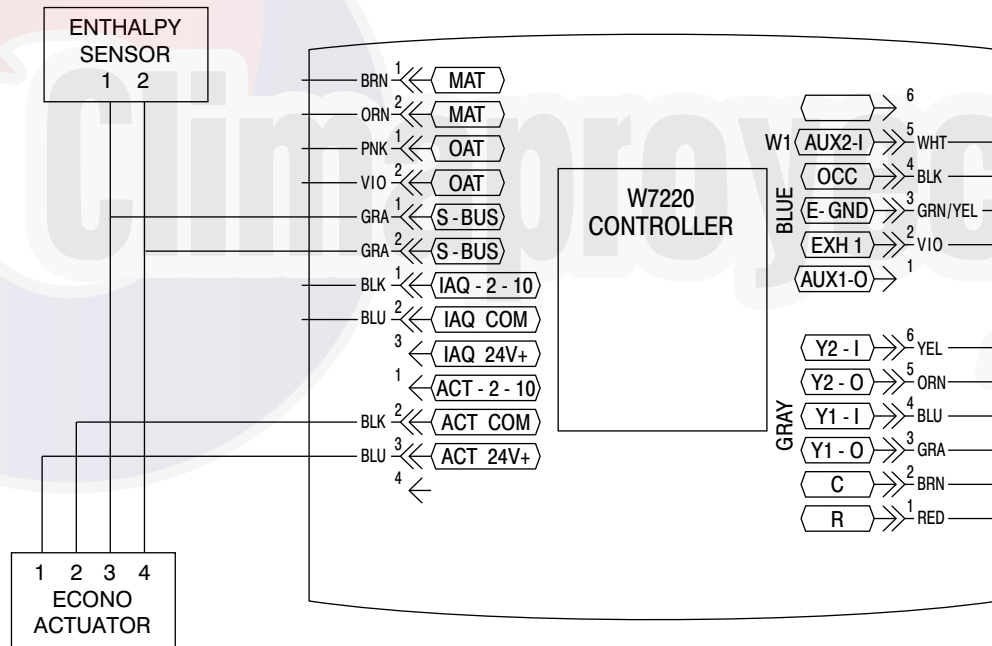 ENTHALPY
SENSOR
1 2
BRN 1 MAT
ORN 2 MAT
PNK 1 OAT
VIO 2 OAT
GRA 1 S-BUS
GRA 2 S-BUS
BLK 1 IAQ - 2 - 10
BLU 2 IAQ COM
3 IAQ 24V+
1 ACT - 2 - 10
BLK 2 ACT COM
BLU 3 ACT 24V+
4
1 2 3 4
ECONO
ACTUATOR
W7220
CONTROLLER
BLUE
6
W1 AUX2-I 5 WHT
OCC 4 BLK
E-GND 3 GRN/YEL
EXH 1 2 VIO
AUX1-O 1
GRAY
Y2 - I 6 YEL
Y2 - O 5 ORN
Y1 - I 4 BLU
Y1 - O 3 GRA
C 2 BRN
R 1 RED
Climaproyec